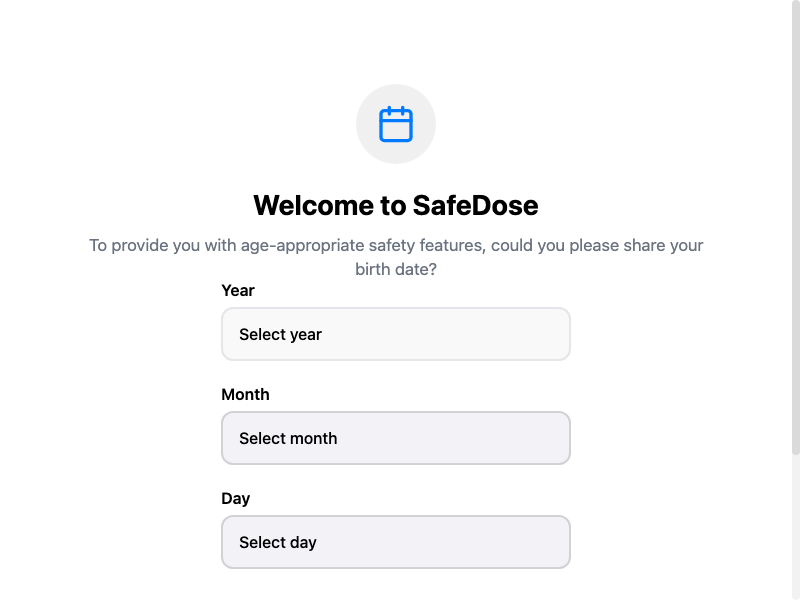 Welcome to SafeDose
To provide you with age-appropriate safety features, could you please share your
birth date?
Year
Select year
Month
Select month
Day
Select day